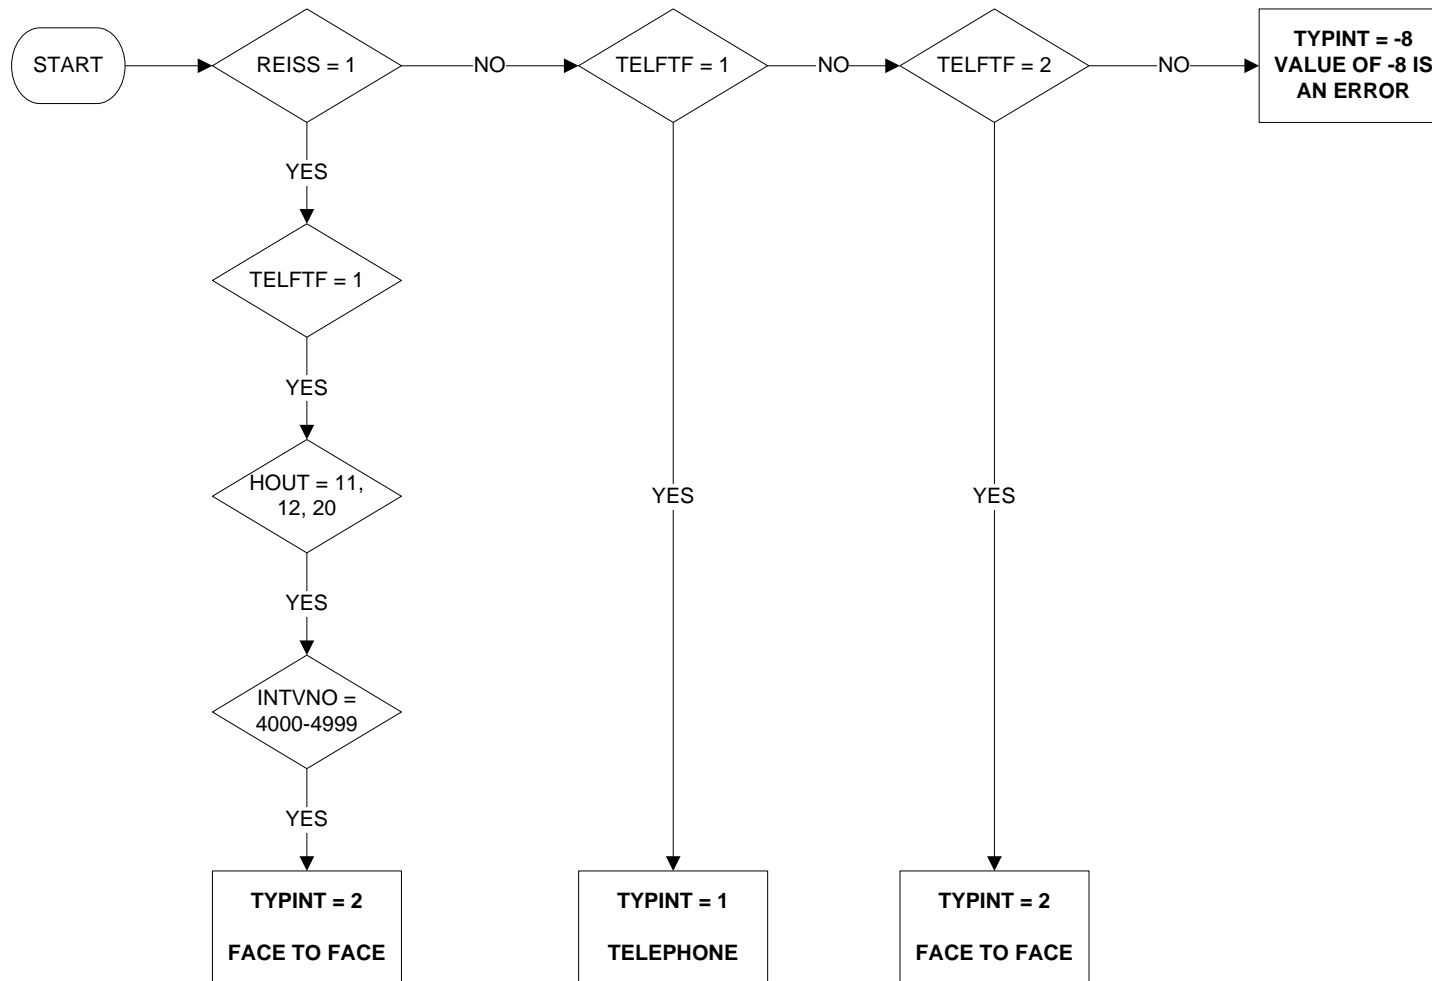 START
REISS = 1
NO
TELFTF = 1
NO
TELFTF = 2
NO
TYPINT = -8
VALUE OF -8 IS
AN ERROR
YES
TELFTF = 1
YES
HOUT = 11,
12, 20
YES
INTVNO =
4000-4999
YES
YES
YES
TYPINT = 2
FACE TO FACE
TYPINT = 1
TELEPHONE
TYPINT = 2
FACE TO FACE